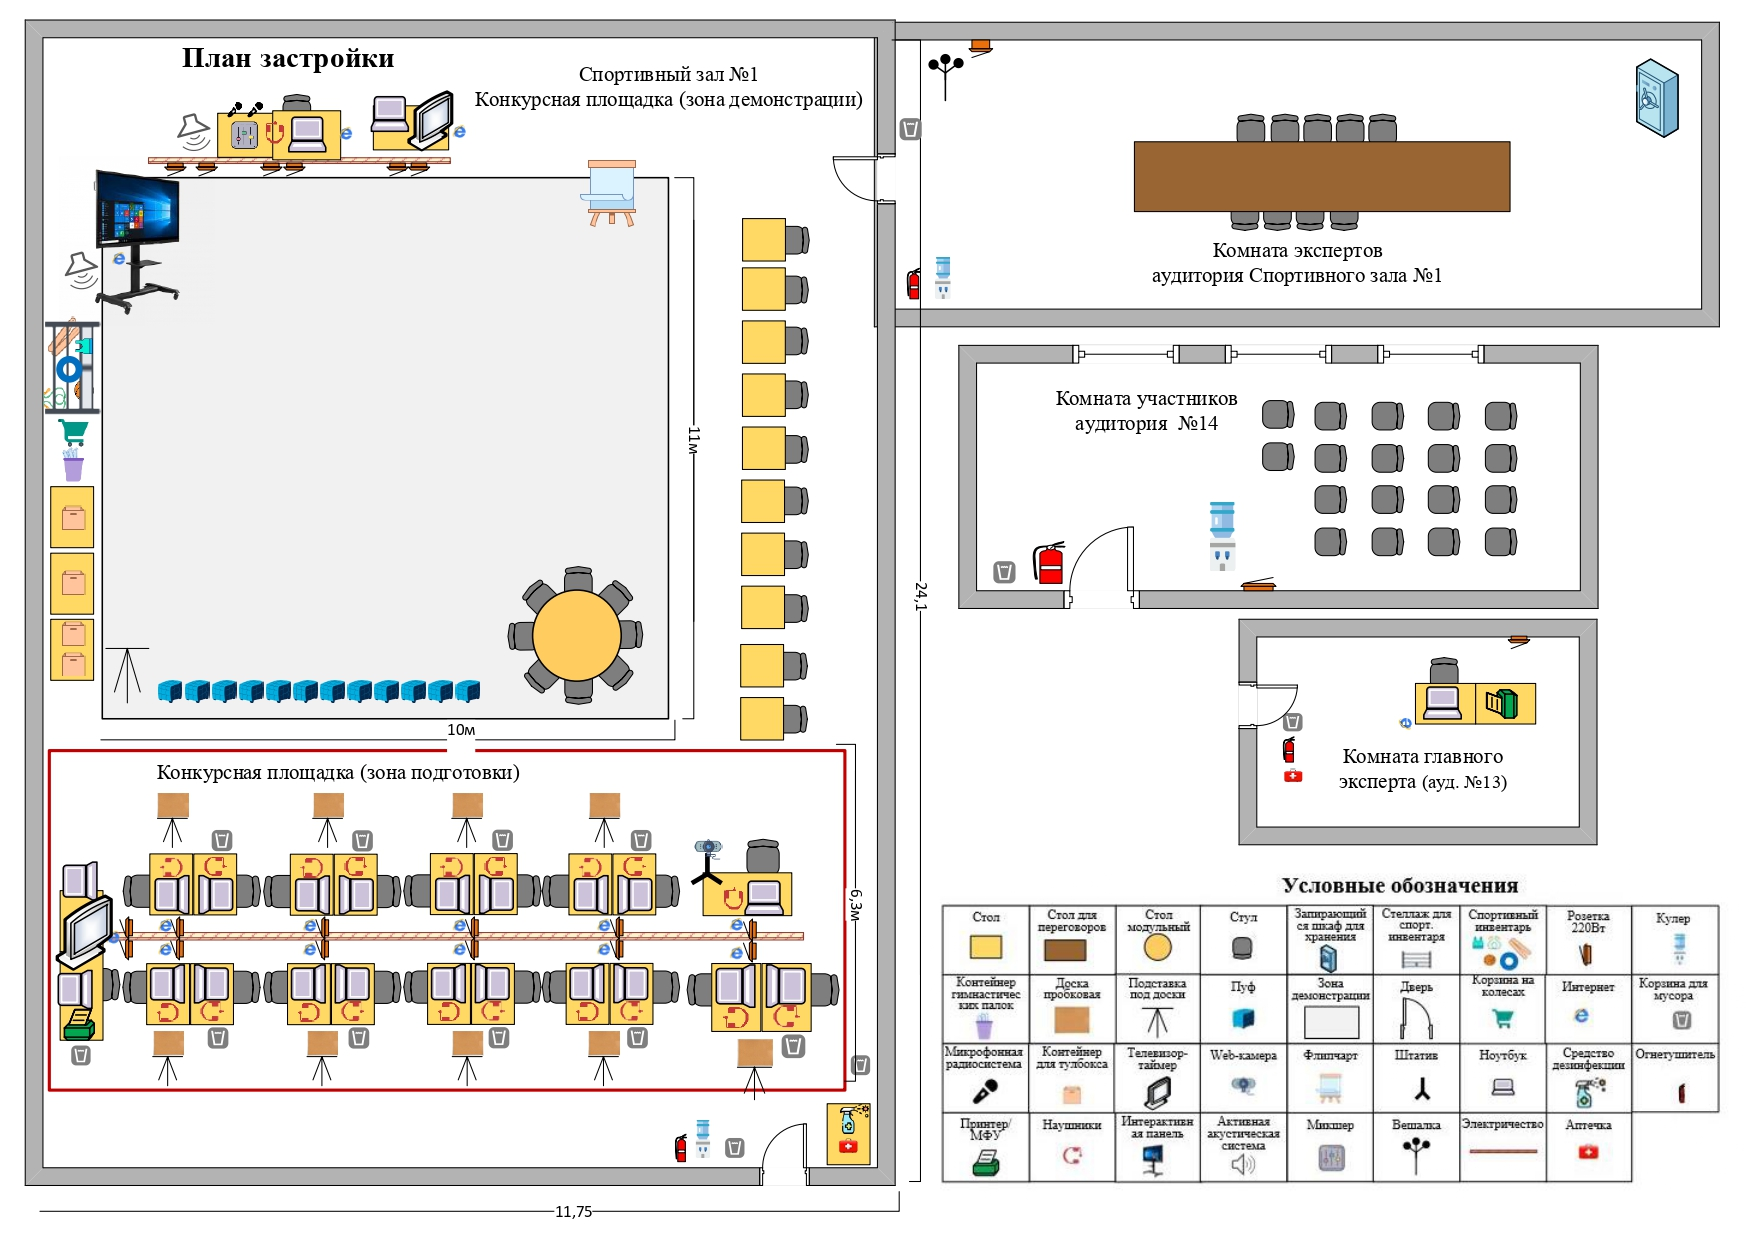 План застройки
Спортивный зал №1
Конкурсная площадка (зона демонстрации)
11м
10м
24,1
Комната экспертов
аудитория Спортивного зала №1
Комната участников
аудитория №14
Комната главного
эксперта (ауд. №13)
Конкурсная площадка (зона подготовки)
6,3м
11,75
Условные обозначения
Стол
Стол для
переговоров
Стол
модульный
Стул
Запирающий
ся шкаф для
хранения
Стеллаж для
спорт.
инвентаря
Спортивный
инвентарь
Розетка
220Вт
Кулер
Контейнер
гимнастичес
ких палок
Доска
пробковая
Подставка
под доски
Пуф
Зона
демонстрации
Дверь
Корзина на
колесах
Интернет
Корзина для
мусора
Микрофонная
радиосистема
Контейнер
для тулбокса
Телевизор-
таймер
Web-камера
Флипчарт
Штатив
Ноутбук
Средство
дезинфекции
Огнетушитель
Принтер/
МФУ
Наушники
Интерактивн
ая панель
Активная
акустическая
система
Микшер
Вешалка
Электричество
Аптечка